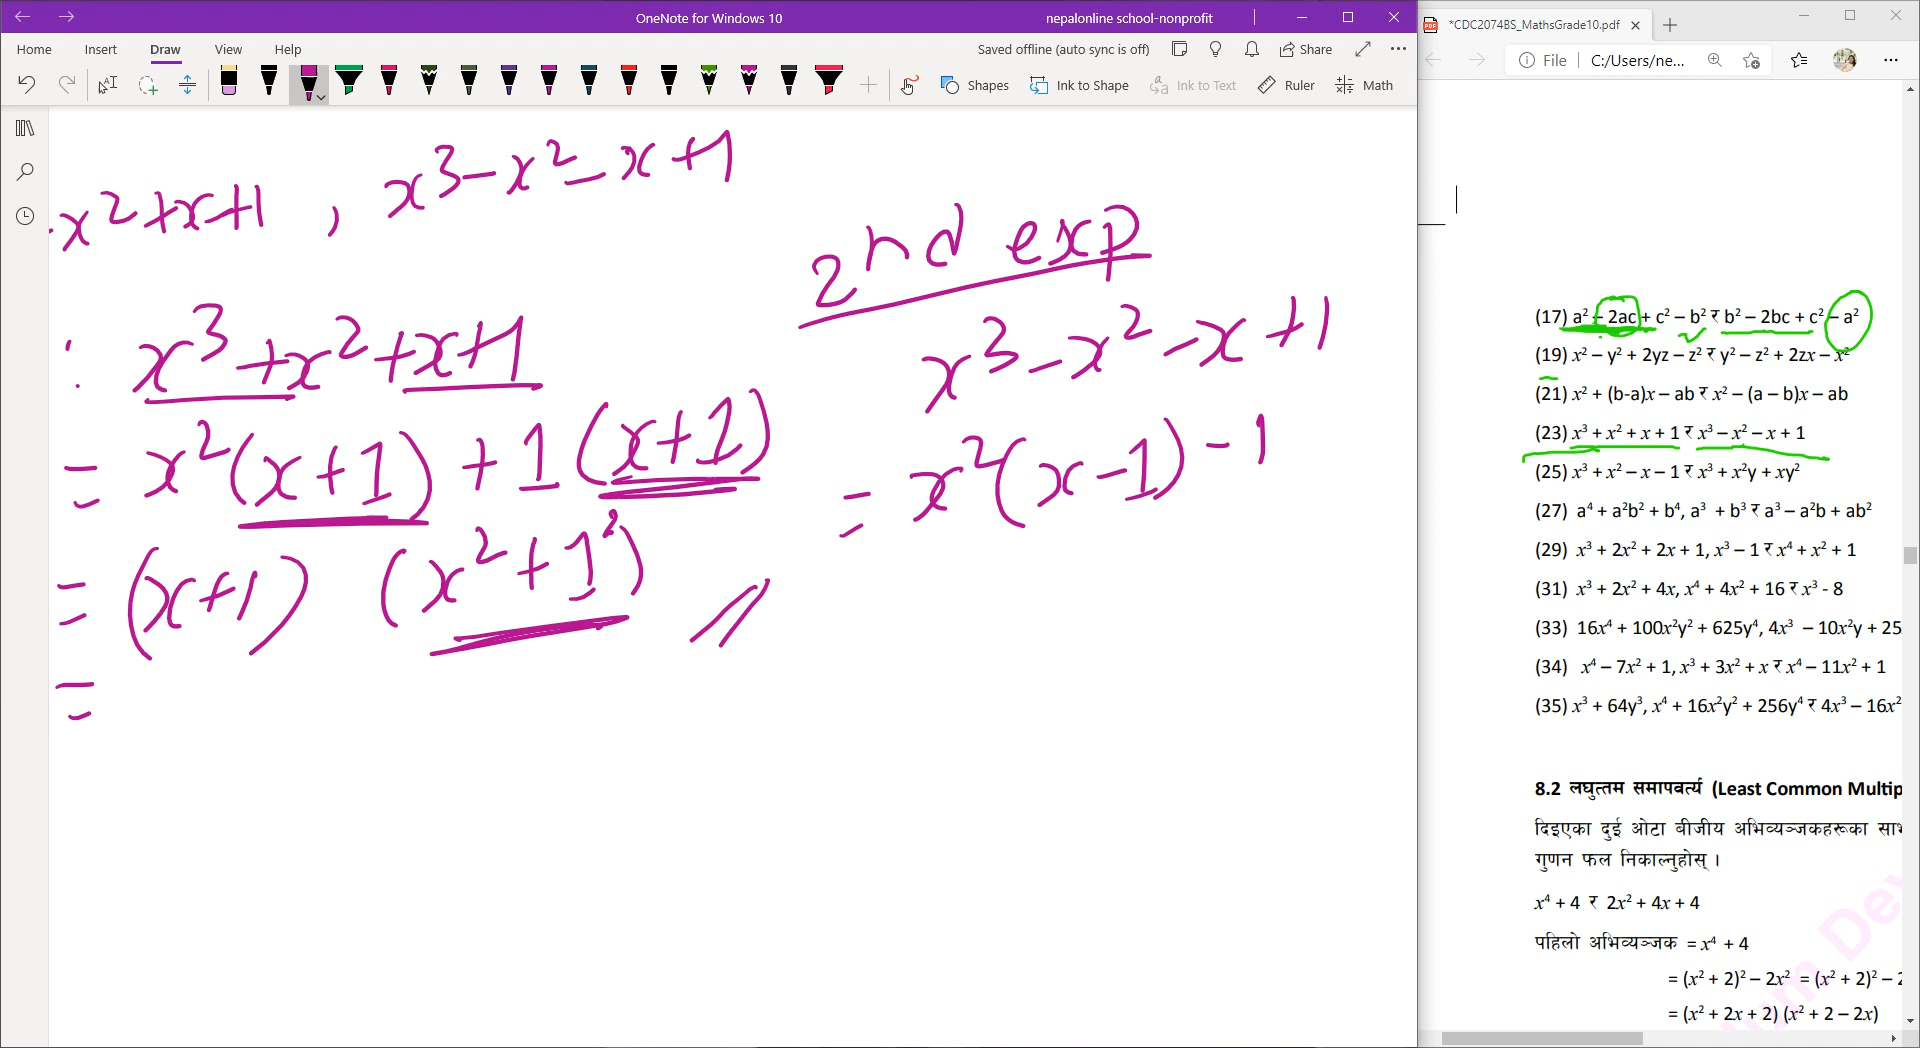 OneNote for Windows 10
nepalonline school-nonprofit
Home Insert Draw View Help
Saved offline (auto sync is off)
Share
Shapes Ink to Shape Ink to Text Ruler Math
x²+x+1 , x³-x²-x+1
: x³+x²+x+1
= x²(x+1) +1(x+1)
= (x+1) (x²+1²)
=
2nd exp
x³-x²-x+1
= x²(x-1)-1
*CDC2074BS_MathsGrade10.pdf
File C:/Users/ne...
(17) a² – 2ac + c² – b² र b² – 2bc + c² – a²
(19) x² – y² + 2yz – z² र y² – z² + 2zx – x²
(21) x² + (b-a)x – ab र x² – (a – b)x – ab
(23) x³ + x² + x + 1 र x³ – x² – x + 1
(25) x³ + x² – x – 1 र x³ + x²y + xy²
(27) a⁴ + a²b² + b⁴, a³ + b³ र a³ – a²b + ab²
(29) x³ + 2x² + 2x + 1, x³ – 1 र x⁴ + x² + 1
(31) x³ + 2x² + 4x, x⁴ + 4x² + 16 र x³ - 8
(33) 16x⁴ + 100x²y² + 625y⁴, 4x³ – 10x²y + 25
(34) x⁴ – 7x² + 1, x³ + 3x² + x र x⁴ – 11x² + 1
(35) x³ + 64y³, x⁴ + 16x²y² + 256y⁴ र 4x³ – 16x²
8.2 लघुत्तम समापवर्त्य (Least Common Multip
दिइएका दुई ओटा बीजीय अभिव्यञ्जकहरूका साझ
गुणन फल निकाल्नुहोस् ।
x⁴ + 4 र 2x² + 4x + 4
पहिलो अभिव्यञ्जक = x⁴ + 4
= (x² + 2)² – 2x² = (x² + 2)² – 2
= (x² + 2x + 2) (x² + 2 – 2x)